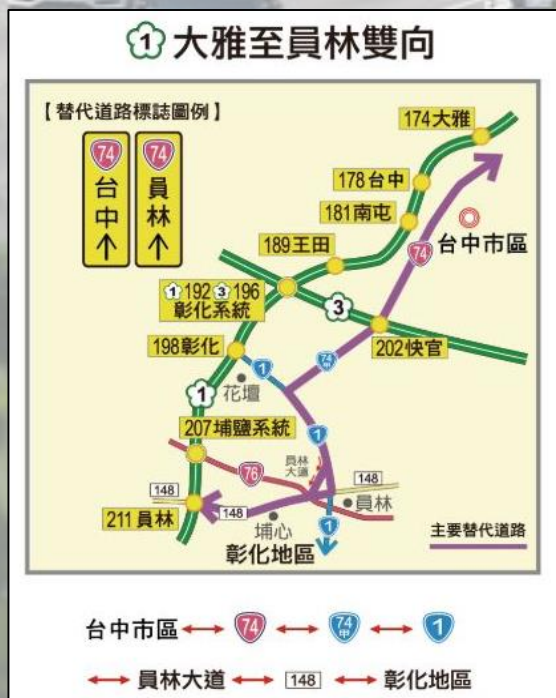 1 大雅至員林雙向
【替代道路標誌圖例】
74 台中↑
74 員林↑
174大雅
178台中
181南屯
74
台中市區
189王田
1 192 3 196
彰化系統
3
202快官
198彰化
1
74甲
1
花壇
1
207埔鹽系統
76
員林
大道
148
148
員林
148
211員林
埔心
1
彰化地區
主要替代道路
台中市區 ↔ 74 ↔ 74甲 ↔ 1
↔ 員林大道 ↔ 148 ↔ 彰化地區